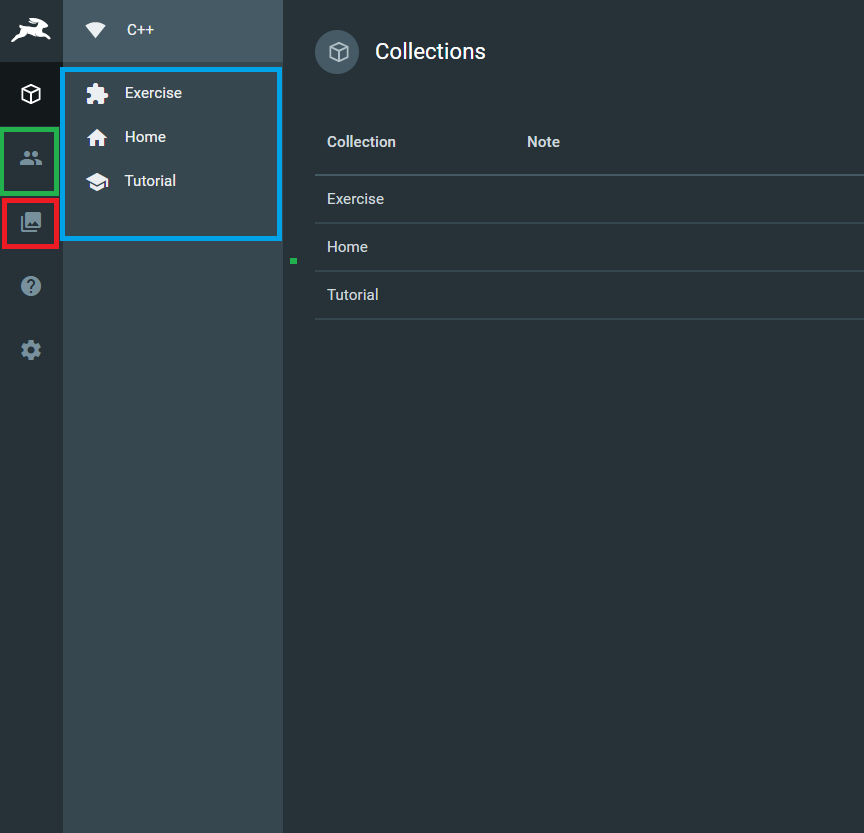 C++
Exercise
Home
Tutorial
Collections
Collection Note
Exercise
Home
Tutorial